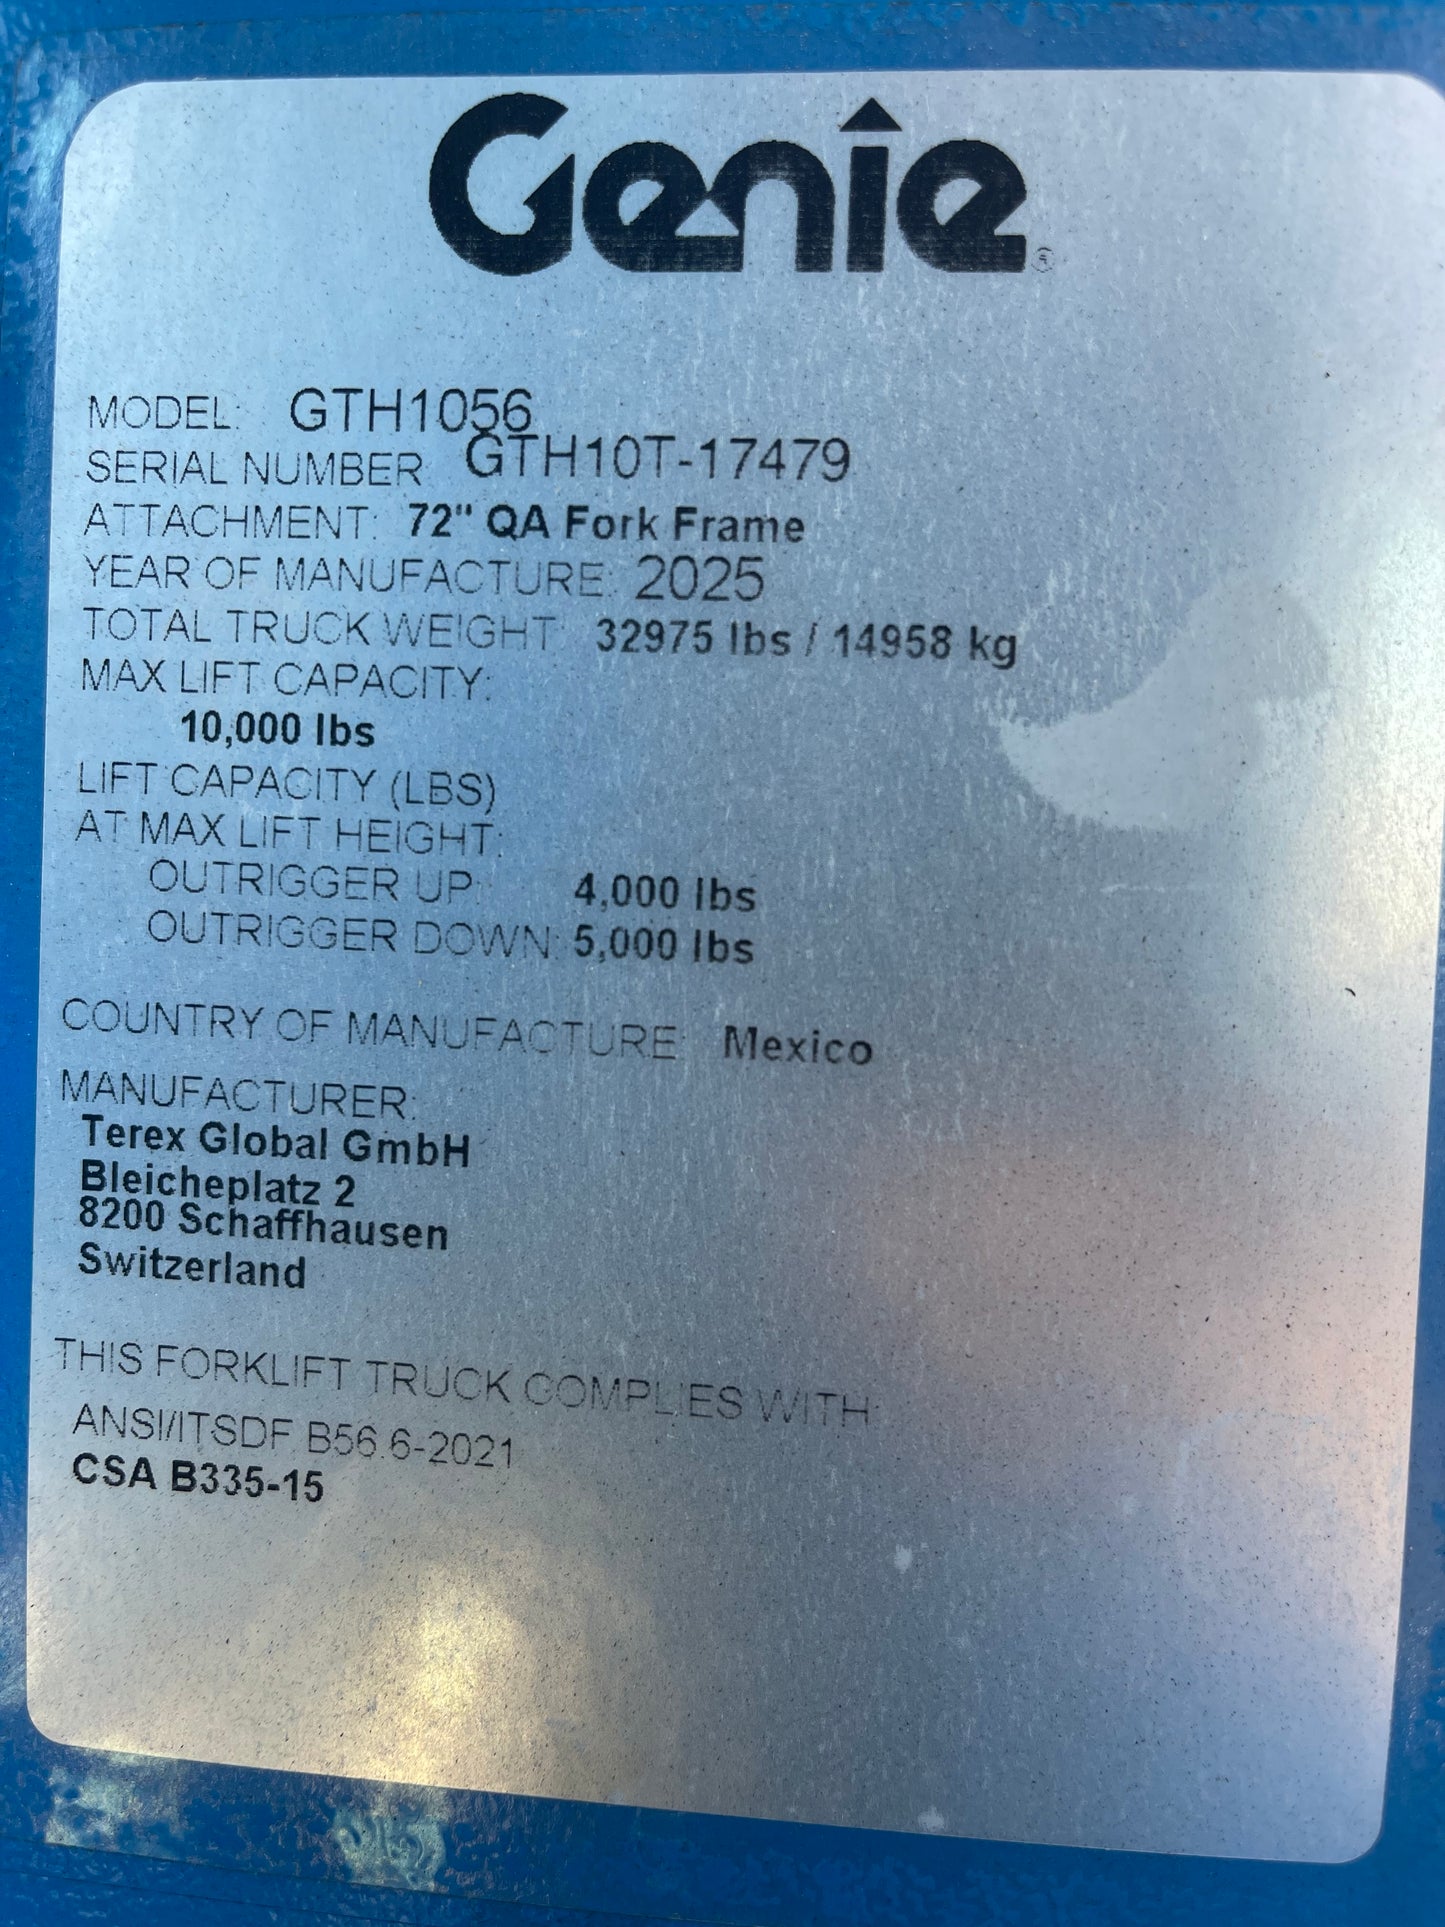 Genie®
MODEL: GTH1056
SERIAL NUMBER: GTH10T-17479
ATTACHMENT: 72" QA Fork Frame
YEAR OF MANUFACTURE: 2025
TOTAL TRUCK WEIGHT: 32975 lbs / 14958 kg
MAX LIFT CAPACITY:
10,000 lbs
LIFT CAPACITY (LBS)
AT MAX LIFT HEIGHT:
OUTRIGGER UP: 4,000 lbs
OUTRIGGER DOWN: 5,000 lbs
COUNTRY OF MANUFACTURE: Mexico
MANUFACTURER:
Terex Global GmbH
Bleicheplatz 2
8200 Schaffhausen
Switzerland
THIS FORKLIFT TRUCK COMPLIES WITH:
ANSI/ITSDF B56.6-2021
CSA B335-15